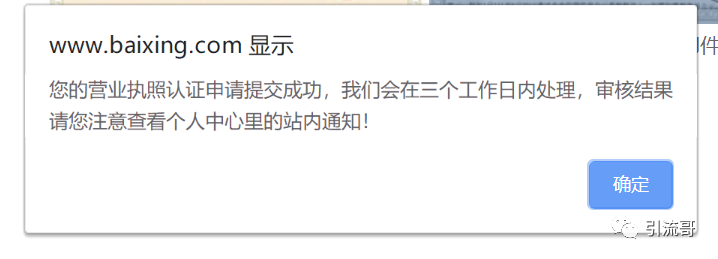 www.baixing.com 显示
您的营业执照认证申请提交成功，我们会在三个工作日内处理，审核结果
请您注意查看个人中心里的站内通知！
确定
引流哥
件